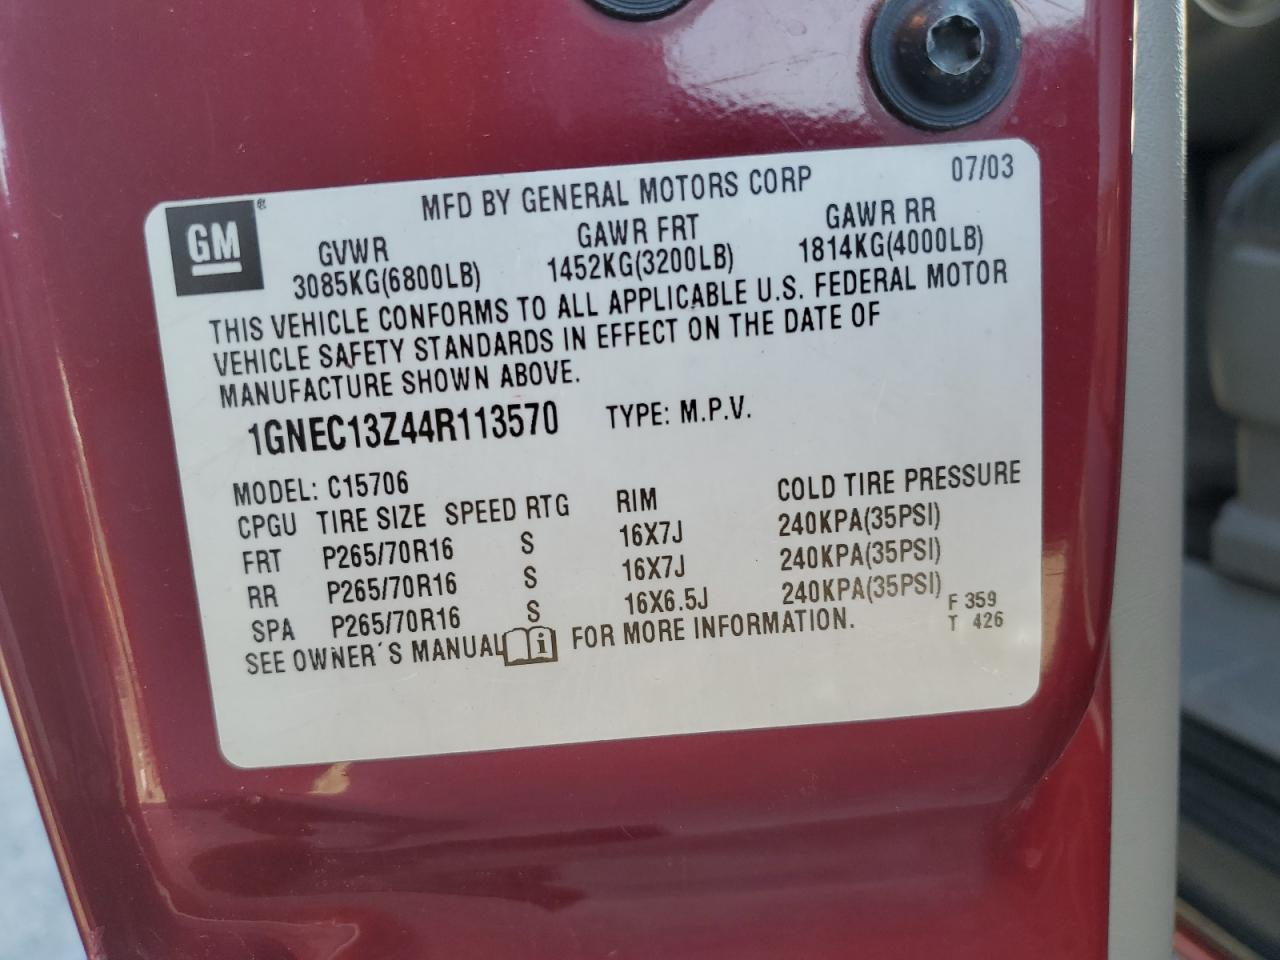 MFD BY GENERAL MOTORS CORP 07/03
GM ®
GVWR GAWR FRT GAWR RR
3085KG(6800LB) 1452KG(3200LB) 1814KG(4000LB)
THIS VEHICLE CONFORMS TO ALL APPLICABLE U.S. FEDERAL MOTOR
VEHICLE SAFETY STANDARDS IN EFFECT ON THE DATE OF
MANUFACTURE SHOWN ABOVE.
1GNEC13Z44R113570 TYPE: M.P.V.
MODEL: C15706
CPGU TIRE SIZE SPEED RTG RIM COLD TIRE PRESSURE
FRT P265/70R16 S 16X7J 240KPA(35PSI)
RR P265/70R16 S 16X7J 240KPA(35PSI)
SPA P265/70R16 S 16X6.5J 240KPA(35PSI)
SEE OWNER'S MANUAL i FOR MORE INFORMATION.
F 359
T 426